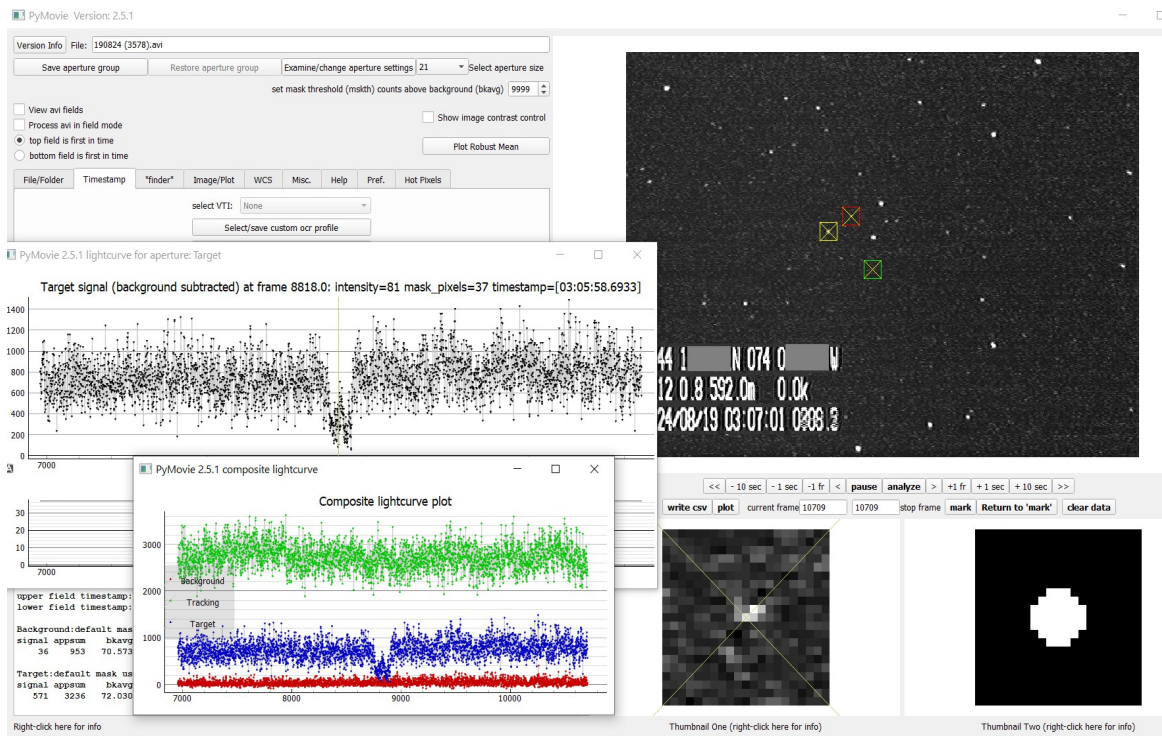 PyMovie Version: 2.5.1
Version Info File: 190824 (3578).avi
Save aperture group Restore aperture group Examine/change aperture settings 21 Select aperture size
set mask threshold (mskth) counts above background (bkavg) 9999
View avi fields
Process avi in field mode
top field is first in time
bottom field is first in time
Show image contrast control
Plot Robust Mean
File/Folder Timestamp "finder" Image/Plot WCS Misc. Help Pref. Hot Pixels
select VTI: None
Select/save custom ocr profile
PyMovie 2.5.1 lightcurve for aperture: Target
Target signal (background subtracted) at frame 8818.0: intensity=81 mask_pixels=37 timestamp=[03:05:58.6933]
1400
1200
1000
800
600
400
200
0
7000
30
20
10
0
7000
PyMovie 2.5.1 composite lightcurve
Composite lightcurve plot
3000
2000
1000
0
Background
Tracking
Target
7000 8000 9000 10000
upper field timestamp:
lower field timestamp:
Background:default mas
signal appsum bkavg
36 953 70.573
Target:default mask us
signal appsum bkavg
571 3236 72.030
Right-click here for info
44 1 N 074 0 W
12 0.8 592.0m 0.0k
24/08/19 03:07:01
<< - 10 sec - 1 sec -1 fr < pause analyze > +1 fr + 1 sec + 10 sec >>
write csv plot current frame 10709 10709 stop frame mark Return to 'mark' clear data
Thumbnail One (right-click here for info) Thumbnail Two (right-click here for info)